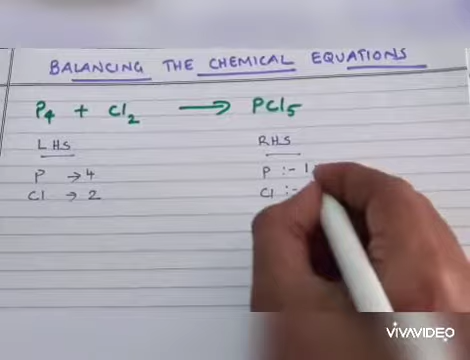 BALANCING THE CHEMICAL EQUATIONS
P4 + Cl2 → PCl5
LHS
RHS
P → 4
P :- 1
Cl → 2
Cl :-
VIVAVIDEO